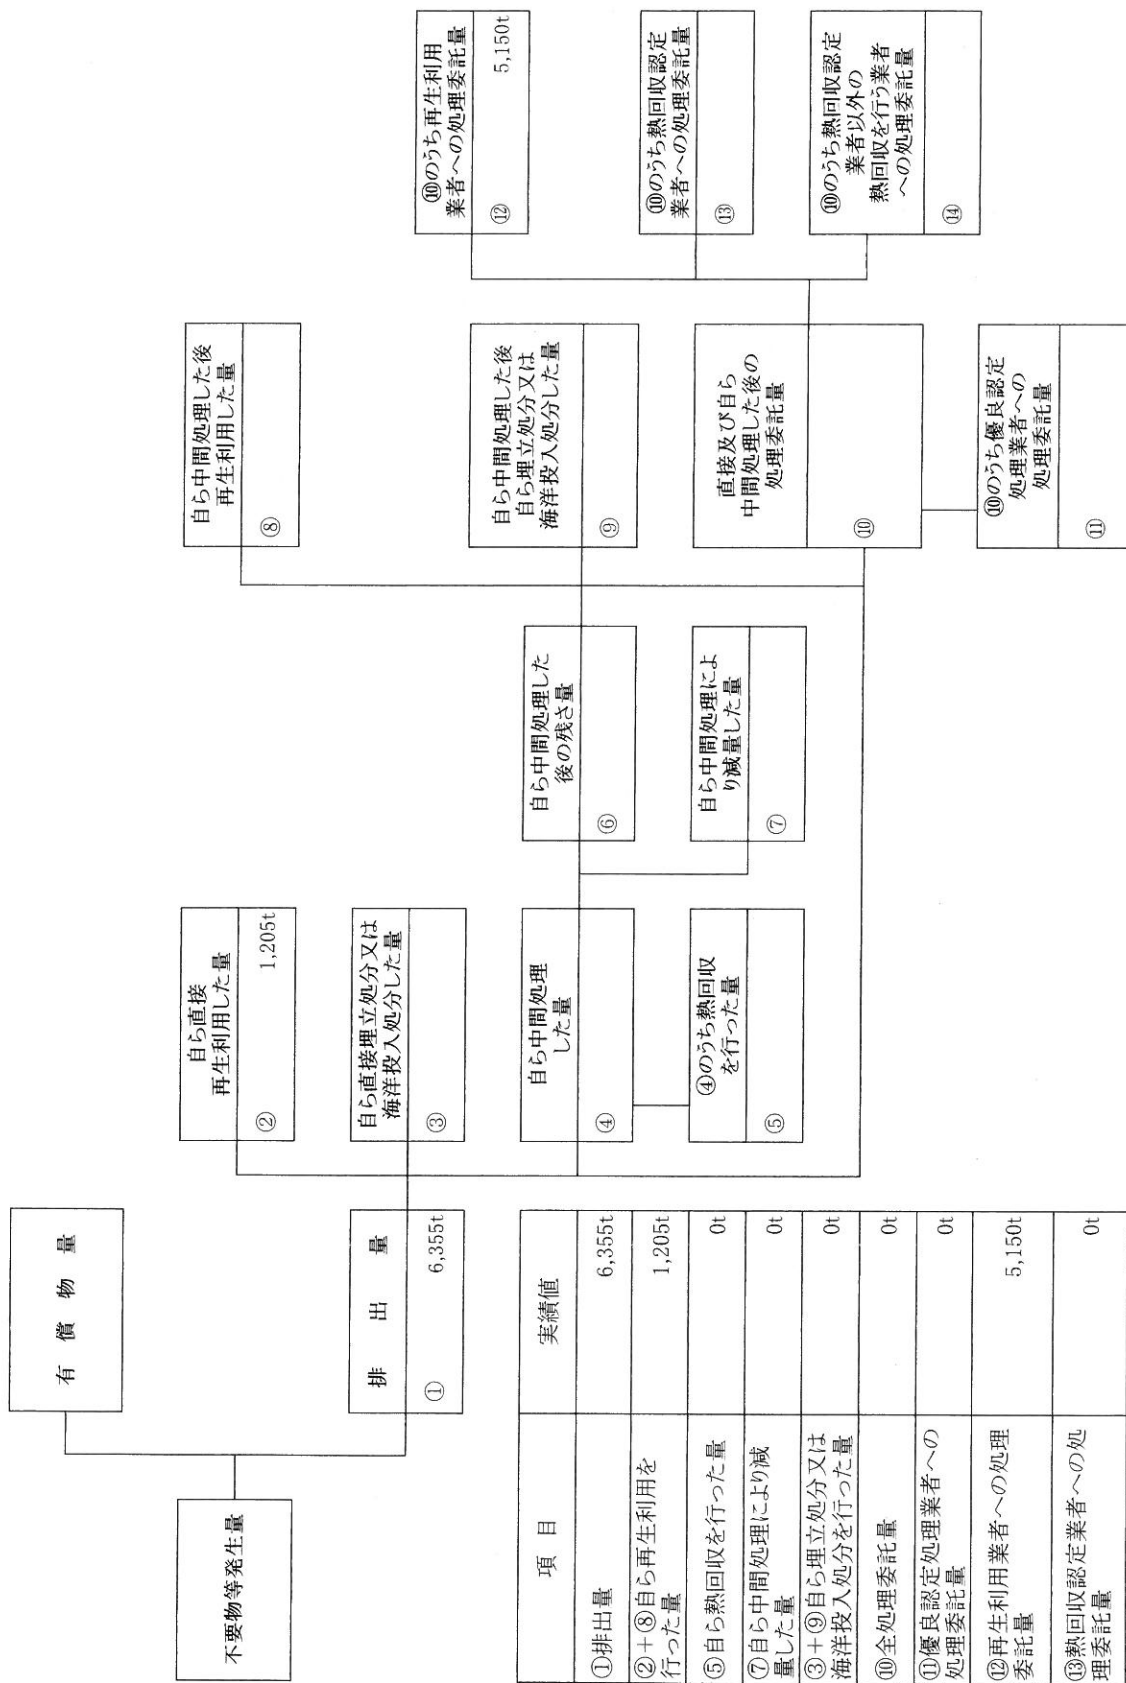 不要物等発生量
有償物量
排出量
① 6,355t
自ら直接
再生利用した量
② 1,205t
自ら直接埋立処分又は
海洋投入処分した量
③
自ら中間処理
した量
④
④のうち熱回収
を行った量
⑤
自ら中間処理した
後の残さ量
⑥
自ら中間処理によ
り減量した量
⑦
自ら中間処理した後
再生利用した量
⑧
自ら中間処理した後
自ら埋立処分又は
海洋投入処分した量
⑨
直接及び自ら
中間処理した後の
処理委託量
⑩
⑩のうち優良認定
処理業者への
処理委託量
⑪
⑩のうち再生利用
業者への処理委託量
⑫ 5,150t
⑩のうち熱回収認定
業者への処理委託量
⑬
⑩のうち熱回収認定
業者以外の
熱回収を行う業者
への処理委託量
⑭
項目 実績値
①排出量 6,355t
②+⑧自ら再生利用を
行った量 1,205t
⑤自ら熱回収を行った量 0t
⑦自ら中間処理により減
量した量 0t
③+⑨自ら埋立処分又は
海洋投入処分を行った量 0t
⑩全処理委託量 0t
⑪優良認定処理業者への
処理委託量 0t
⑫再生利用業者への処理
委託量 5,150t
⑬熱回収認定業者への処
理委託量 0t